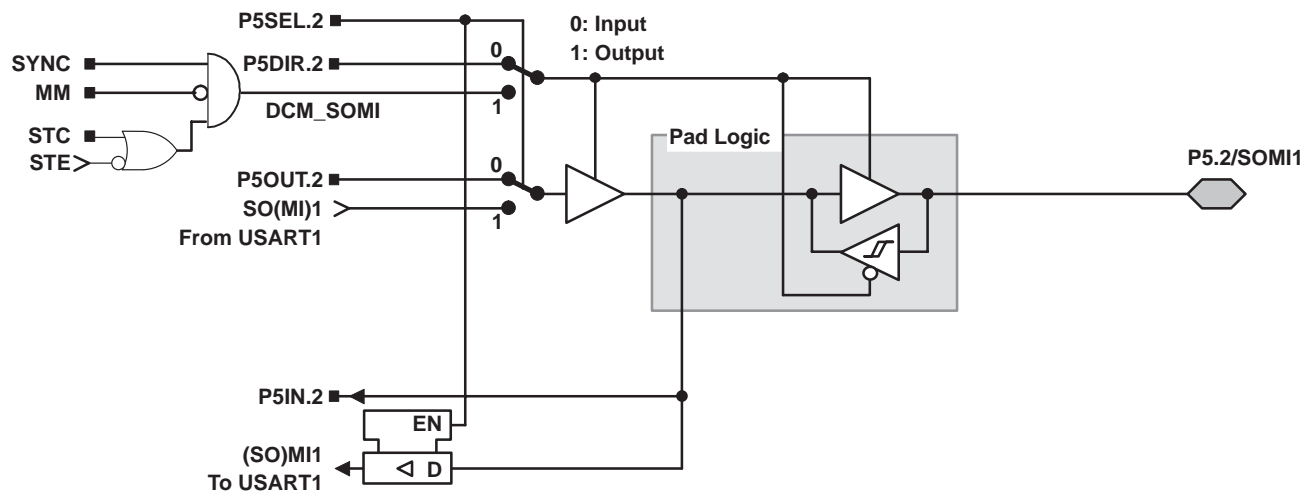 P5SEL.2
0: Input
1: Output
SYNC
P5DIR.2
0
MM
DCM_SOMI
1
STC
STE
Pad Logic
P5.2/SOMI1
P5OUT.2
0
SO(MI)1
1
From USART1
P5IN.2
EN
(SO)MI1
D
To USART1